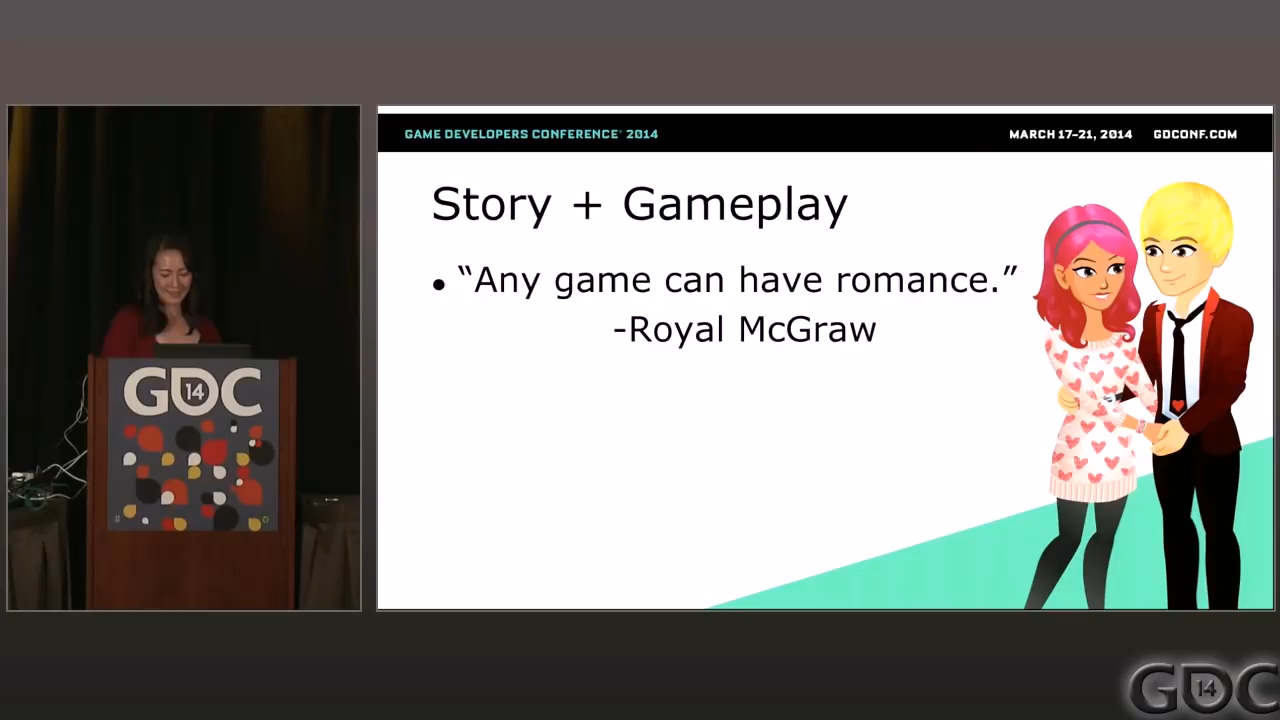 GAME DEVELOPERS CONFERENCE® 2014
MARCH 17–21, 2014 GDCONF.COM
Story + Gameplay
• “Any game can have romance.”
-Royal McGraw
GDC
14
GDC
14